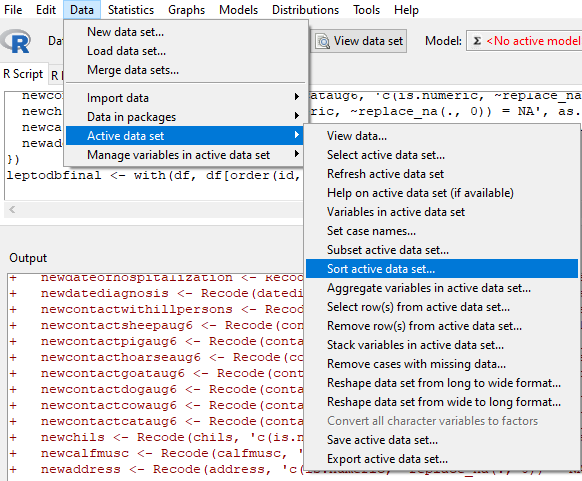 File Edit Data Statistics Graphs Models Distributions Tools Help
R Da View data set Model: Σ <No active model
New data set...
Load data set...
Merge data sets...
Import data
Data in packages
Active data set
Manage variables in active data set
View data...
Select active data set...
Refresh active data set
Help on active data set (if available)
Variables in active data set
Set case names...
Subset active data set...
Sort active data set...
Aggregate variables in active data set...
Select row(s) from active data set...
Remove row(s) from active data set...
Stack variables in active data set...
Remove cases with missing data...
Reshape data set from long to wide format...
Reshape data set from wide to long format...
Convert all character variables to factors
Save active data set...
Export active data set...
R Script R
newcon ataug6, 'c(is.numeric, ~replace_na
newch ric, ~replace_na(., 0)) = NA', as.
newca
newad
})
leptodbfinal <- with(df, df[order(id,
Output
+ newdateofhospitalization <- Recod
+ newdatediagnosis <- Recode(datedi
+ newcontactwithillpersons <- Recod
+ newcontactsheepaug6 <- Recode(con
+ newcontactpigaug6 <- Recode(conta
+ newcontacthoarseaug6 <- Recode(co
+ newcontactgoataug6 <- Recode(cont
+ newcontactdogaug6 <- Recode(conta
+ newcontactcowaug6 <- Recode(conta
+ newcontactcataug6 <- Recode(conta
+ newchils <- Recode(chils, 'c(is.n
+ newcalfmusc <- Recode(calfmusc, '
+ newaddress <- Recode(address, 'c(is.numeric, ~replace_na(., 0)) = NA